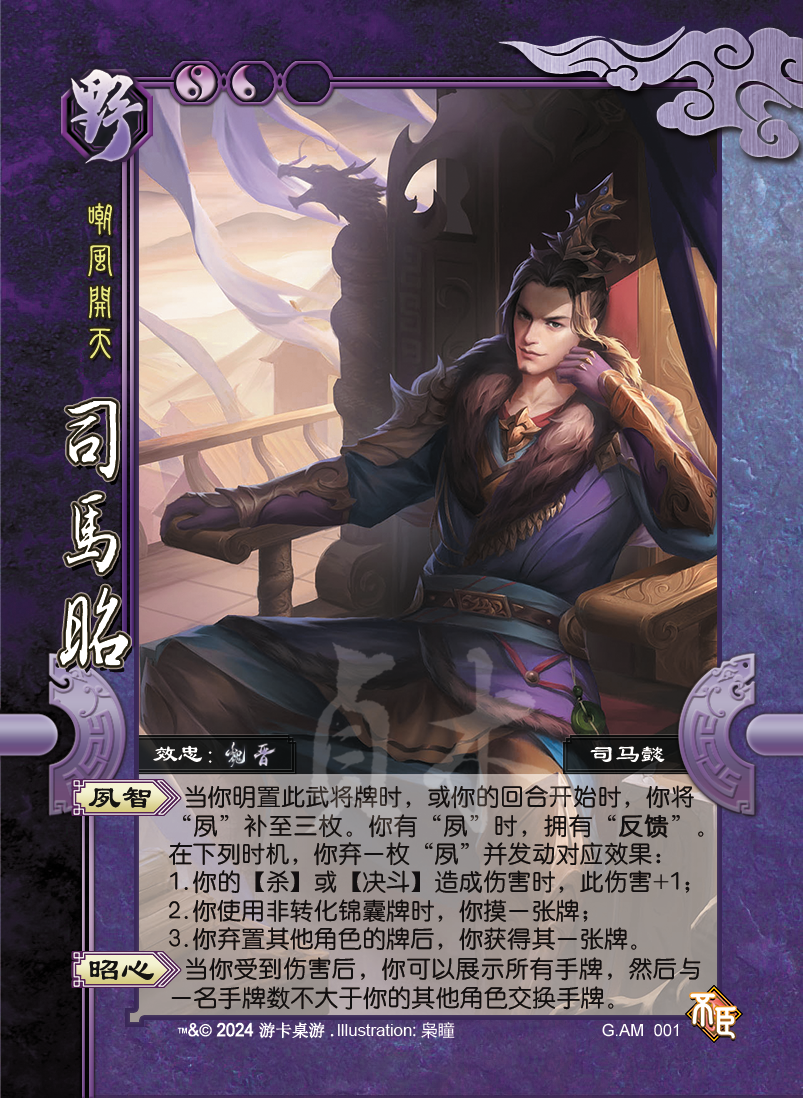 野
嘲風開天
司馬昭
效忠：魏 晋
司马懿
贞卡
夙智
当你明置此武将牌时，或你的回合开始时，你将
“夙”补至三枚。你有“夙”时，拥有“反馈”。
在下列时机，你弃一枚“夙”并发动对应效果：
1.你的【杀】或【决斗】造成伤害时，此伤害+1；
2.你使用非转化锦囊牌时，你摸一张牌；
3.你弃置其他角色的牌后，你获得其一张牌。
昭心
当你受到伤害后，你可以展示所有手牌，然后与
一名手牌数不大于你的其他角色交换手牌。
™&© 2024 游卡桌游 . Illustration: 枭瞳
G.AM 001
不臣